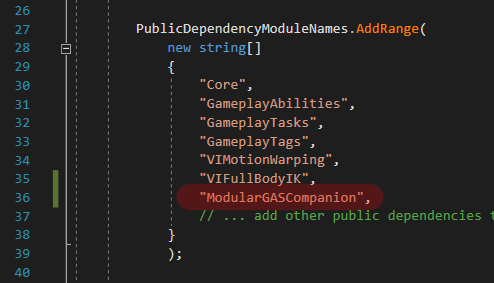 26
27 PublicDependencyModuleNames.AddRange(
28 new string[]
29 {
30 "Core",
31 "GameplayAbilities",
32 "GameplayTasks",
33 "GameplayTags",
34 "VIMotionWarping",
35 "VIFullBodyIK",
36 "ModularGASCompanion",
37 // ... add other public dependencies t
38 }
39 );
40